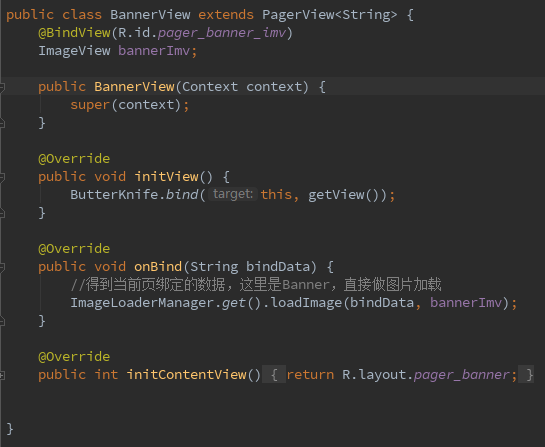 public class BannerView extends PagerView<String> {
@BindView(R.id.pager_banner_imv)
ImageView bannerImv;
public BannerView(Context context) {
super(context);
}
@Override
public void initView() {
ButterKnife.bind( target: this, getView());
}
@Override
public void onBind(String bindData) {
//得到当前页绑定的数据，这里是Banner，直接做图片加载
ImageLoaderManager.get().loadImage(bindData, bannerImv);
}
@Override
public int initContentView() { return R.layout.pager_banner; }
}